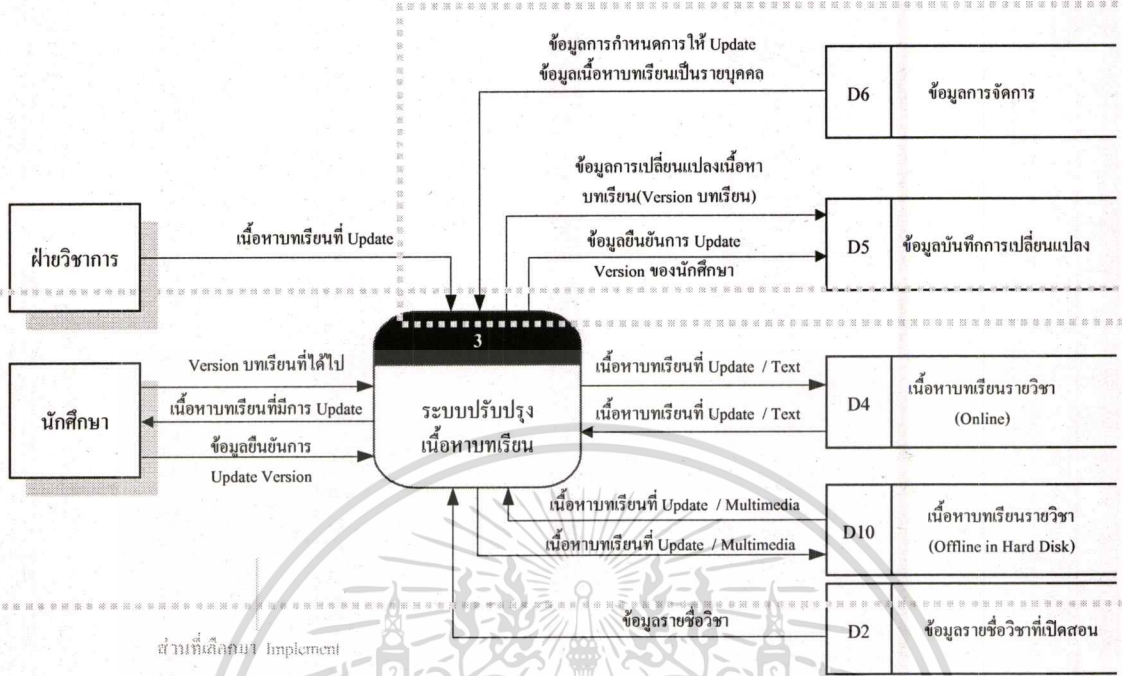 ข้อมูลการกำหนดการให้ Update
ข้อมูลเนื้อหาบทเรียนเป็นรายบุคคล
D6
ข้อมูลการจัดการ
ข้อมูลการเปลี่ยนแปลงเนื้อหา
บทเรียน(Version บทเรียน)
ข้อมูลยืนยันการ Update
Version ของนักศึกษา
D5
ข้อมูลบันทึกการเปลี่ยนแปลง
ฝ่ายวิชาการ
เนื้อหาบทเรียนที่ Update
3
ระบบปรับปรุง
เนื้อหาบทเรียน
นักศึกษา
Version บทเรียนที่ได้ไป
เนื้อหาบทเรียนที่มีการ Update
ข้อมูลยืนยันการ
Update Version
เนื้อหาบทเรียนที่ Update / Text
เนื้อหาบทเรียนที่ Update / Text
D4
เนื้อหาบทเรียนรายวิชา
(Online)
เนื้อหาบทเรียนที่ Update / Multimedia
เนื้อหาบทเรียนที่ Update / Multimedia
D10
เนื้อหาบทเรียนรายวิชา
(Offline in Hard Disk)
ข้อมูลรายชื่อวิชา
D2
ข้อมูลรายชื่อวิชาที่เปิดสอน
ส่วนที่เลือกมา Implement